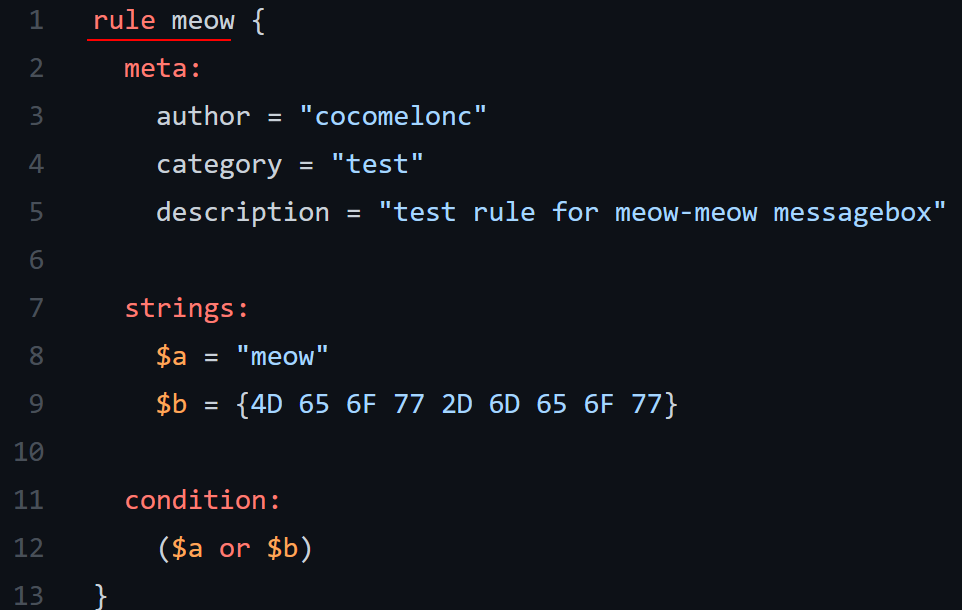 1 rule meow {
2 meta:
3 author = "cocomelonc"
4 category = "test"
5 description = "test rule for meow-meow messagebox"
6
7 strings:
8 $a = "meow"
9 $b = {4D 65 6F 77 2D 6D 65 6F 77}
10
11 condition:
12 ($a or $b)
13 }